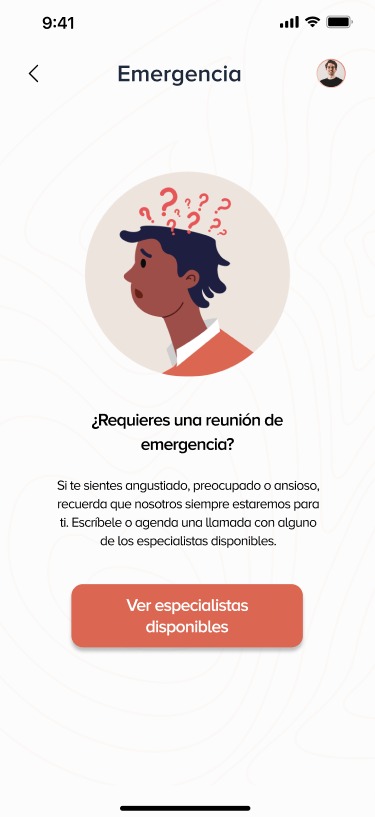 9:41
Emergencia
¿Requieres una reunión de
emergencia?
Si te sientes angustiado, preocupado o ansioso,
recuerda que nosotros siempre estaremos para
ti. Escríbele o agenda una llamada con alguno
de los especialistas disponibles.
Ver especialistas
disponibles